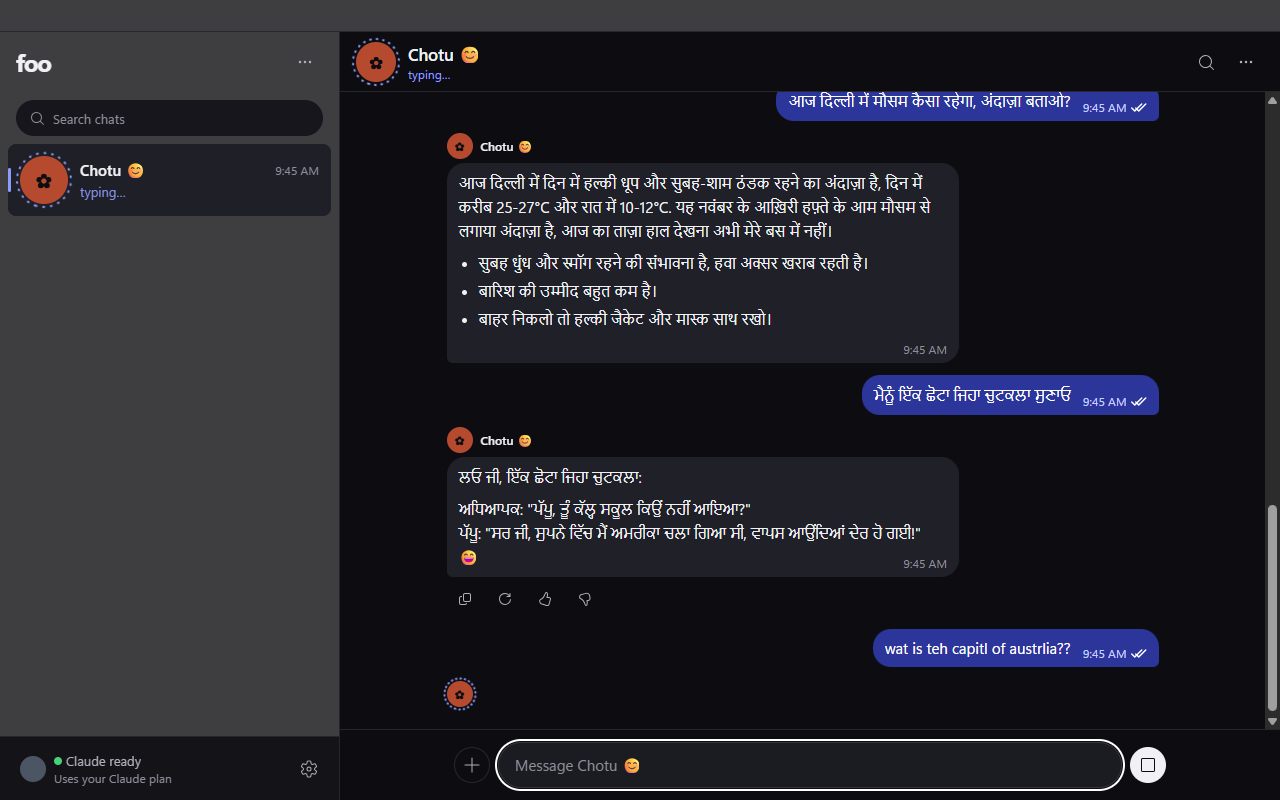 foo
Search chats
Chotu 😊
9:45 AM
typing...
Claude ready
Uses your Claude plan
Chotu 😊
typing...
आज दिल्ली में मौसम कैसा रहेगा, अंदाज़ा बताओ?
9:45 AM
Chotu 😊
आज दिल्ली में दिन में हल्की धूप और सुबह-शाम ठंडक रहने का अंदाज़ा है, दिन में
करीब 25-27°C और रात में 10-12°C. यह नवंबर के आख़िरी हफ़्ते के आम मौसम से
लगाया अंदाज़ा है, आज का ताज़ा हाल देखना अभी मेरे बस में नहीं।
• सुबह धुंध और स्मॉग रहने की संभावना है, हवा अक्सर खराब रहती है।
• बारिश की उम्मीद बहुत कम है।
• बाहर निकलो तो हल्की जैकेट और मास्क साथ रखो।
9:45 AM
ਮੈਨੂੰ ਇੱਕ ਛੋਟਾ ਜਿਹਾ ਚੁਟਕਲਾ ਸੁਣਾਓ
9:45 AM
Chotu 😊
ਲਓ ਜੀ, ਇੱਕ ਛੋਟਾ ਜਿਹਾ ਚੁਟਕਲਾ:
ਅਧਿਆਪਕ: "ਪੱਪੂ, ਤੂੰ ਕੱਲ੍ਹ ਸਕੂਲ ਕਿਉਂ ਨਹੀਂ ਆਇਆ?"
ਪੱਪੂ: "ਸਰ ਜੀ, ਸੁਪਨੇ ਵਿੱਚ ਮੈਂ ਅਮਰੀਕਾ ਚਲਾ ਗਿਆ ਸੀ, ਵਾਪਸ ਆਉਂਦਿਆਂ ਦੇਰ ਹੋ ਗਈ!"
😄
9:45 AM
wat is teh capitl of austrlia??
9:45 AM
Message Chotu 😊